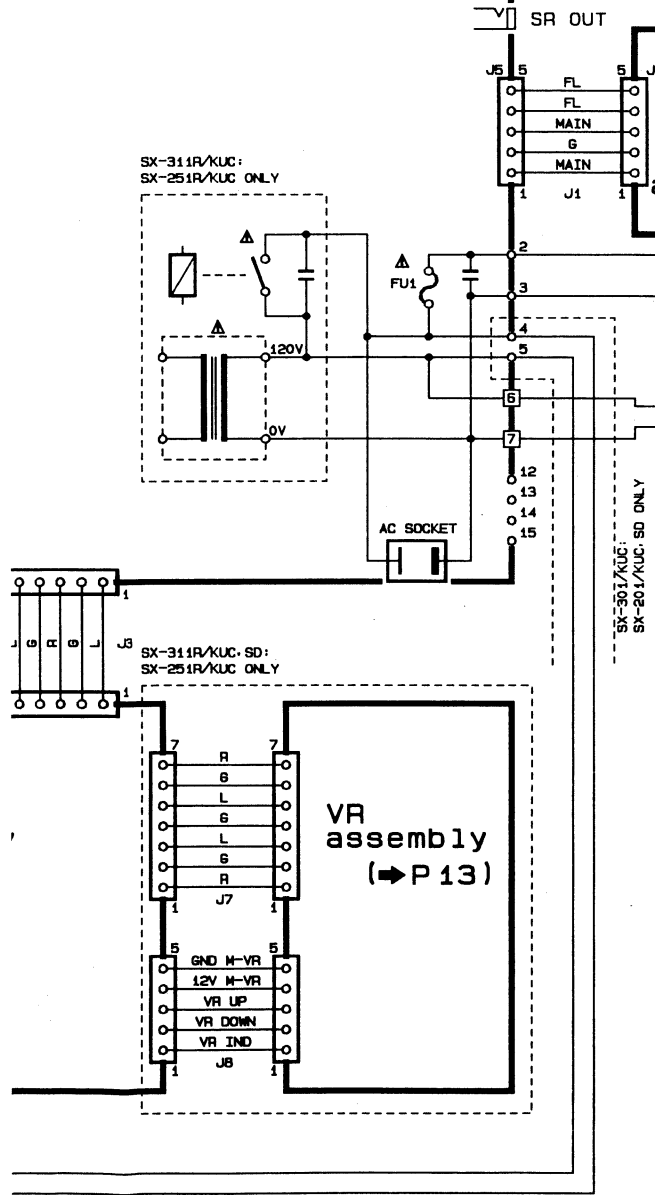 SR OUT
J5 5
5
FL
FL
MAIN
G
MAIN
1
J1
1
SX-311R/KUC:
SX-251R/KUC ONLY
2
FU1
3
4
120V
5
6
0V
7
12
13
14
15
AC SOCKET
SX-301/KUC:
SX-201/KUC, SD ONLY
1
L
G
R
G
L
J3
1
SX-311R/KUC, SD:
SX-251R/KUC ONLY
7
7
R
G
L
G
L
G
R
1
J7
1
VR
assembly
(➡P 13)
5
5
GND M-VR
12V M-VR
VR UP
VR DOWN
VR IND
1
J8
1